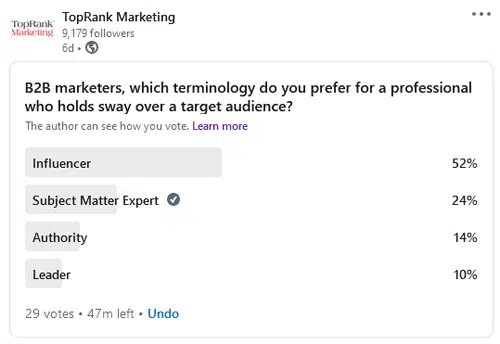 TopRank
Marketing
TopRank Marketing
9,179 followers
6d •
B2B marketers, which terminology do you prefer for a professional
who holds sway over a target audience?
The author can see how you vote. Learn more
Influencer 52%
Subject Matter Expert 24%
Authority 14%
Leader 10%
29 votes • 47m left • Undo